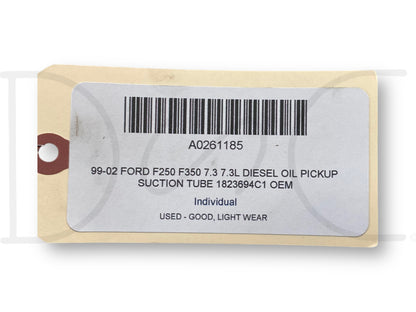 A0261185
99-02 FORD F250 F350 7.3 7.3L DIESEL OIL PICKUP
SUCTION TUBE 1823694C1 OEM
Individual
USED - GOOD, LIGHT WEAR